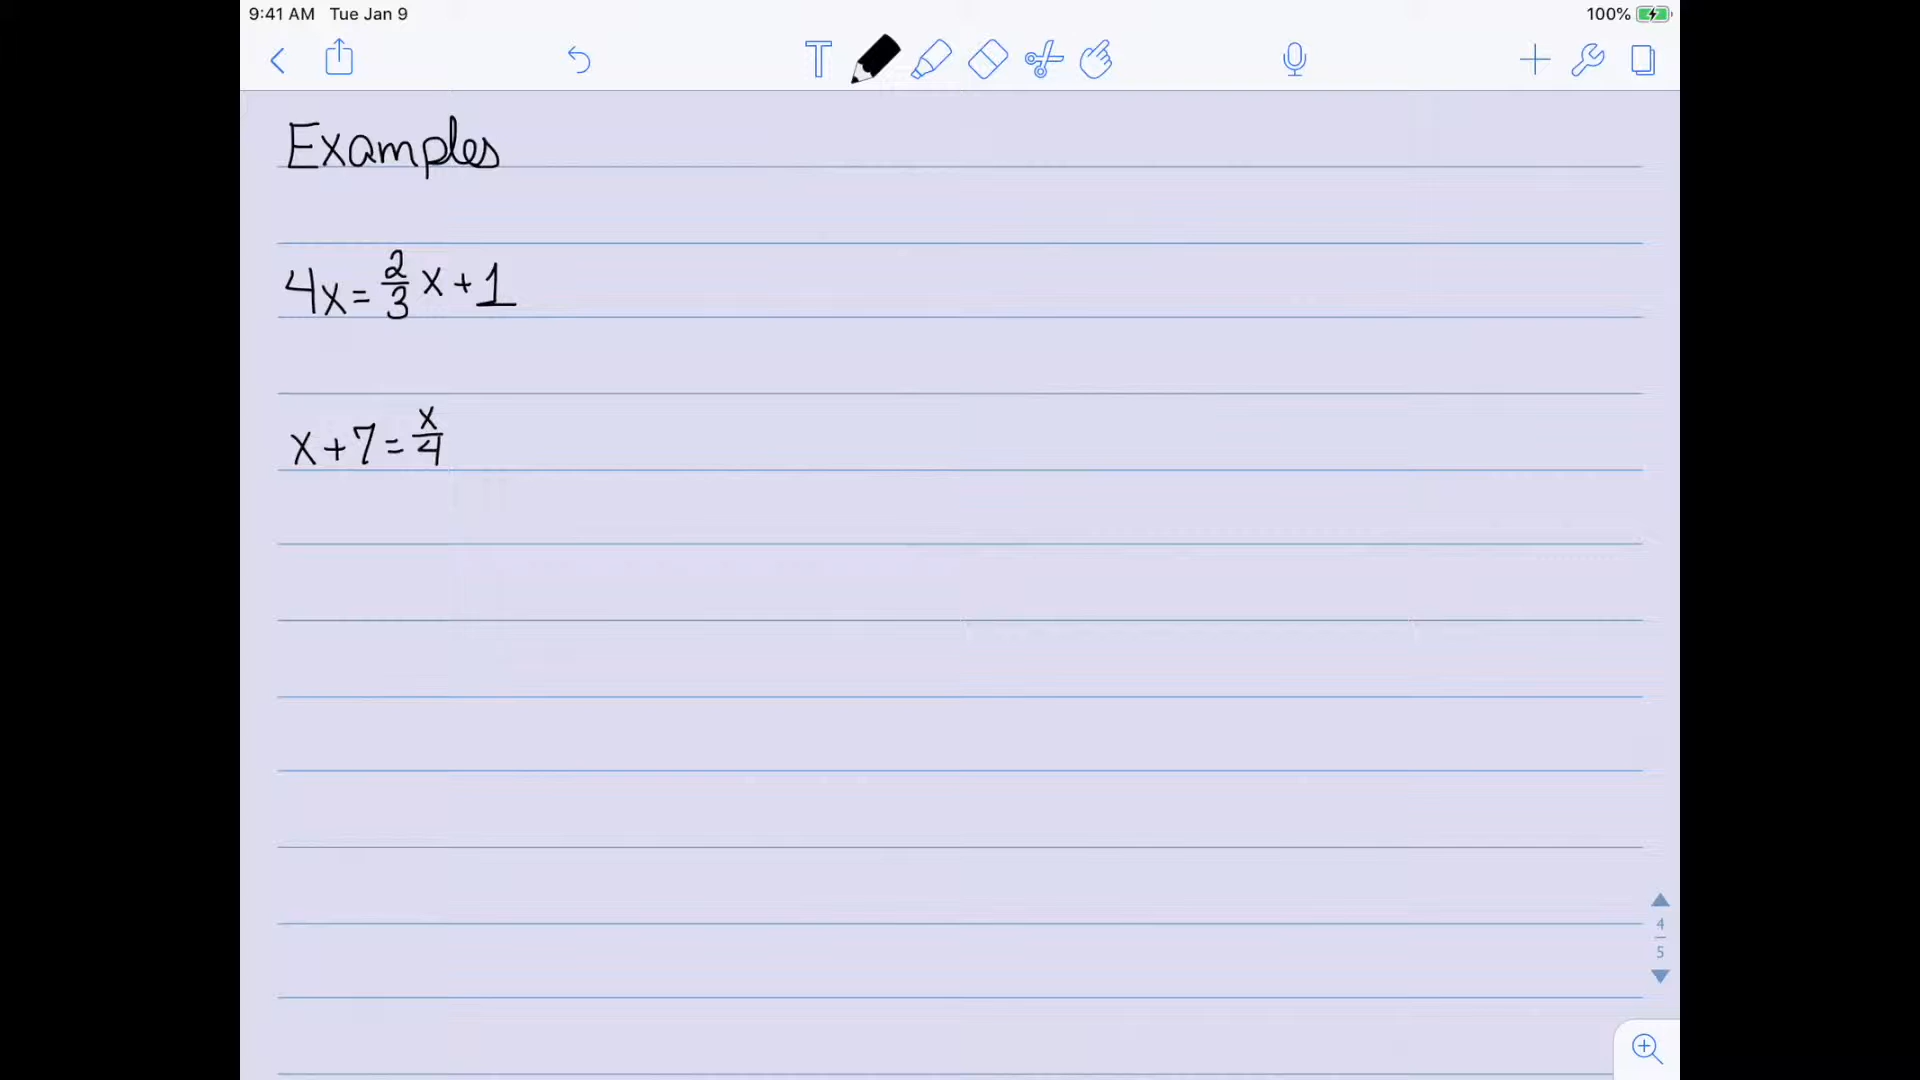 9:41 AM Tue Jan 9 100%
T
Examples
4x = 2/3 x + 1
x + 7 = x/4
4
5